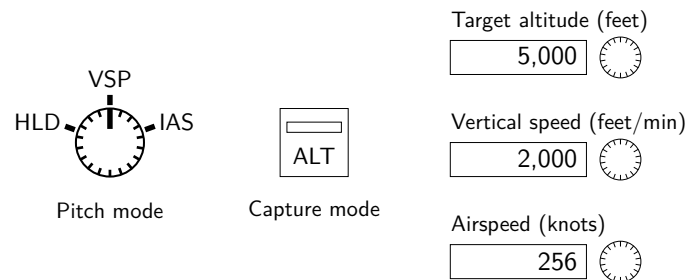 VSP
HLD
IAS
Pitch mode
ALT
Capture mode
Target altitude (feet)
5,000
Vertical speed (feet/min)
2,000
Airspeed (knots)
256